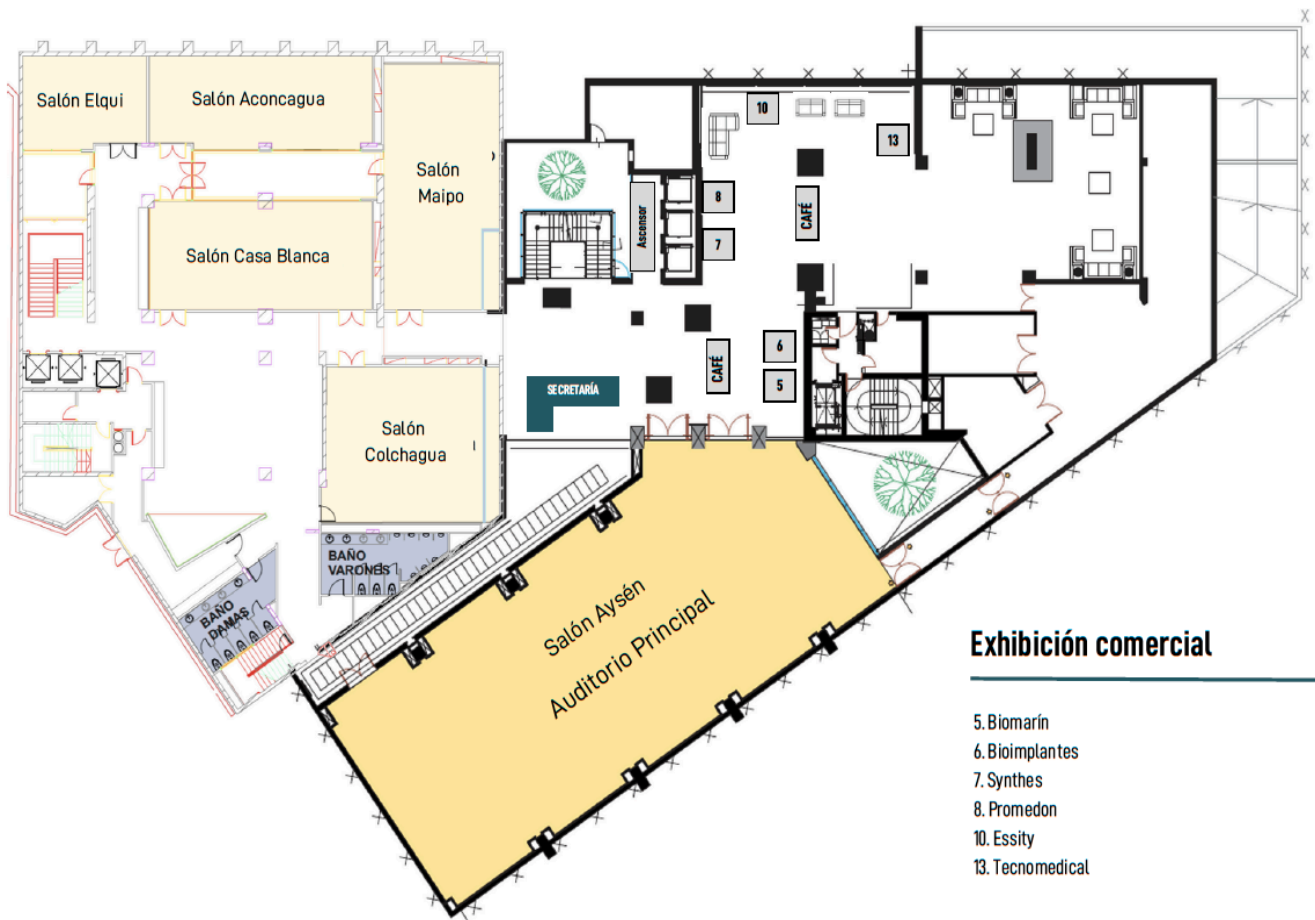 Salón Elqui
Salón Aconcagua
Salón
Maipo
Salón Casa Blanca
Salón
Colchagua
10
13
8
7
Ascensor
CAFÉ
6
5
CAFÉ
SECRETARÍA
BAÑO
VARONES
BAÑO
DAMAS
Salón Aysén
Auditorio Principal
Exhibición comercial
5. Biomarín
6. Bioimplantes
7. Synthes
8. Promedon
10. Essity
13. Tecnomedical